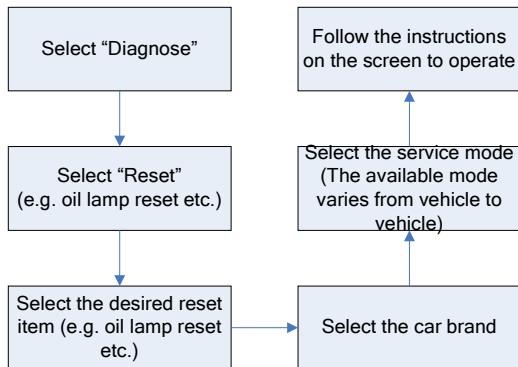 Select “Diagnose”
Select “Reset”
(e.g. oil lamp reset etc.)
Select the desired reset
item (e.g. oil lamp reset
etc.)
Select the car brand
Select the service mode
(The available mode
varies from vehicle to
vehicle)
Follow the instructions
on the screen to operate